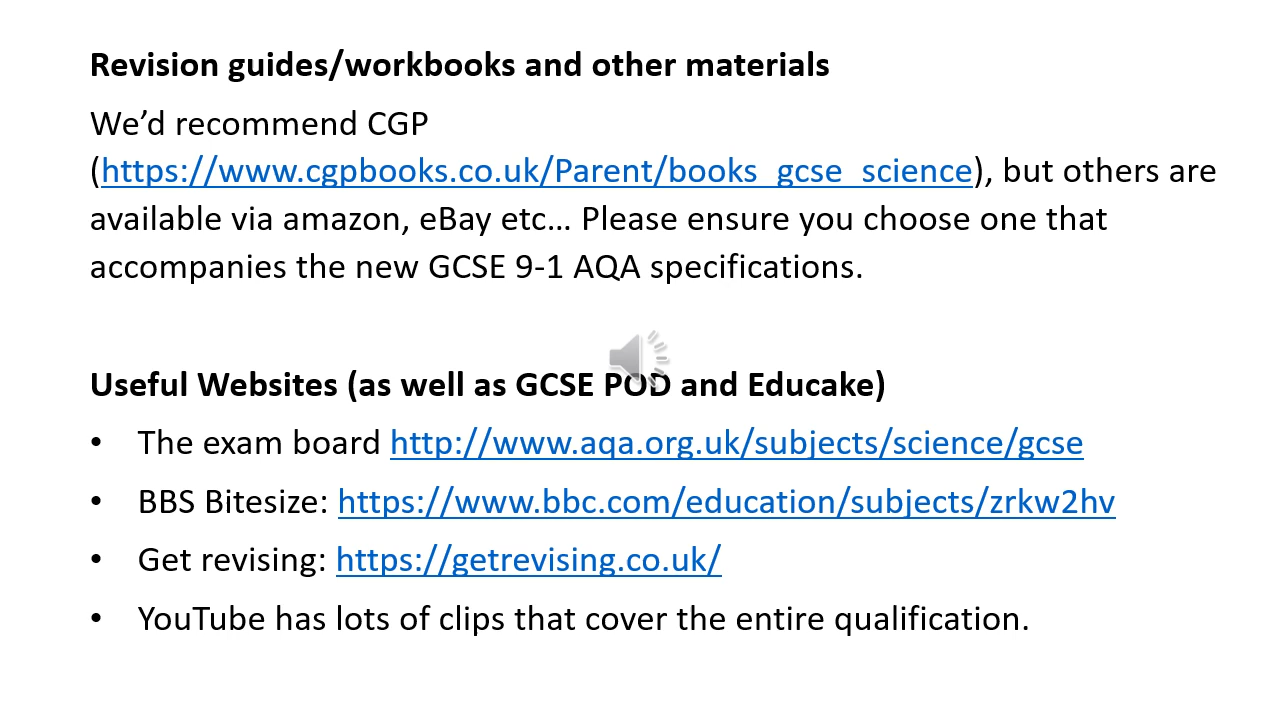 Revision guides/workbooks and other materials
We’d recommend CGP
(https://www.cgpbooks.co.uk/Parent/books_gcse_science), but others are
available via amazon, eBay etc… Please ensure you choose one that
accompanies the new GCSE 9-1 AQA specifications.
Useful Websites (as well as GCSE POD and Educake)
• The exam board http://www.aqa.org.uk/subjects/science/gcse
• BBS Bitesize: https://www.bbc.com/education/subjects/zrkw2hv
• Get revising: https://getrevising.co.uk/
• YouTube has lots of clips that cover the entire qualification.